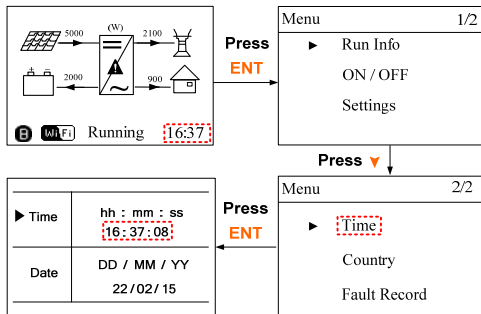 (W)
5000
2100
2000
900
B WiFi Running 16:37
Press
ENT
Menu 1/2
► Run Info
ON / OFF
Settings
Press
Menu 2/2
► Time
Country
Fault Record
Press
ENT
► Time
hh : mm : ss
16 : 37 : 08
Date
DD / MM / YY
22 / 02 / 15